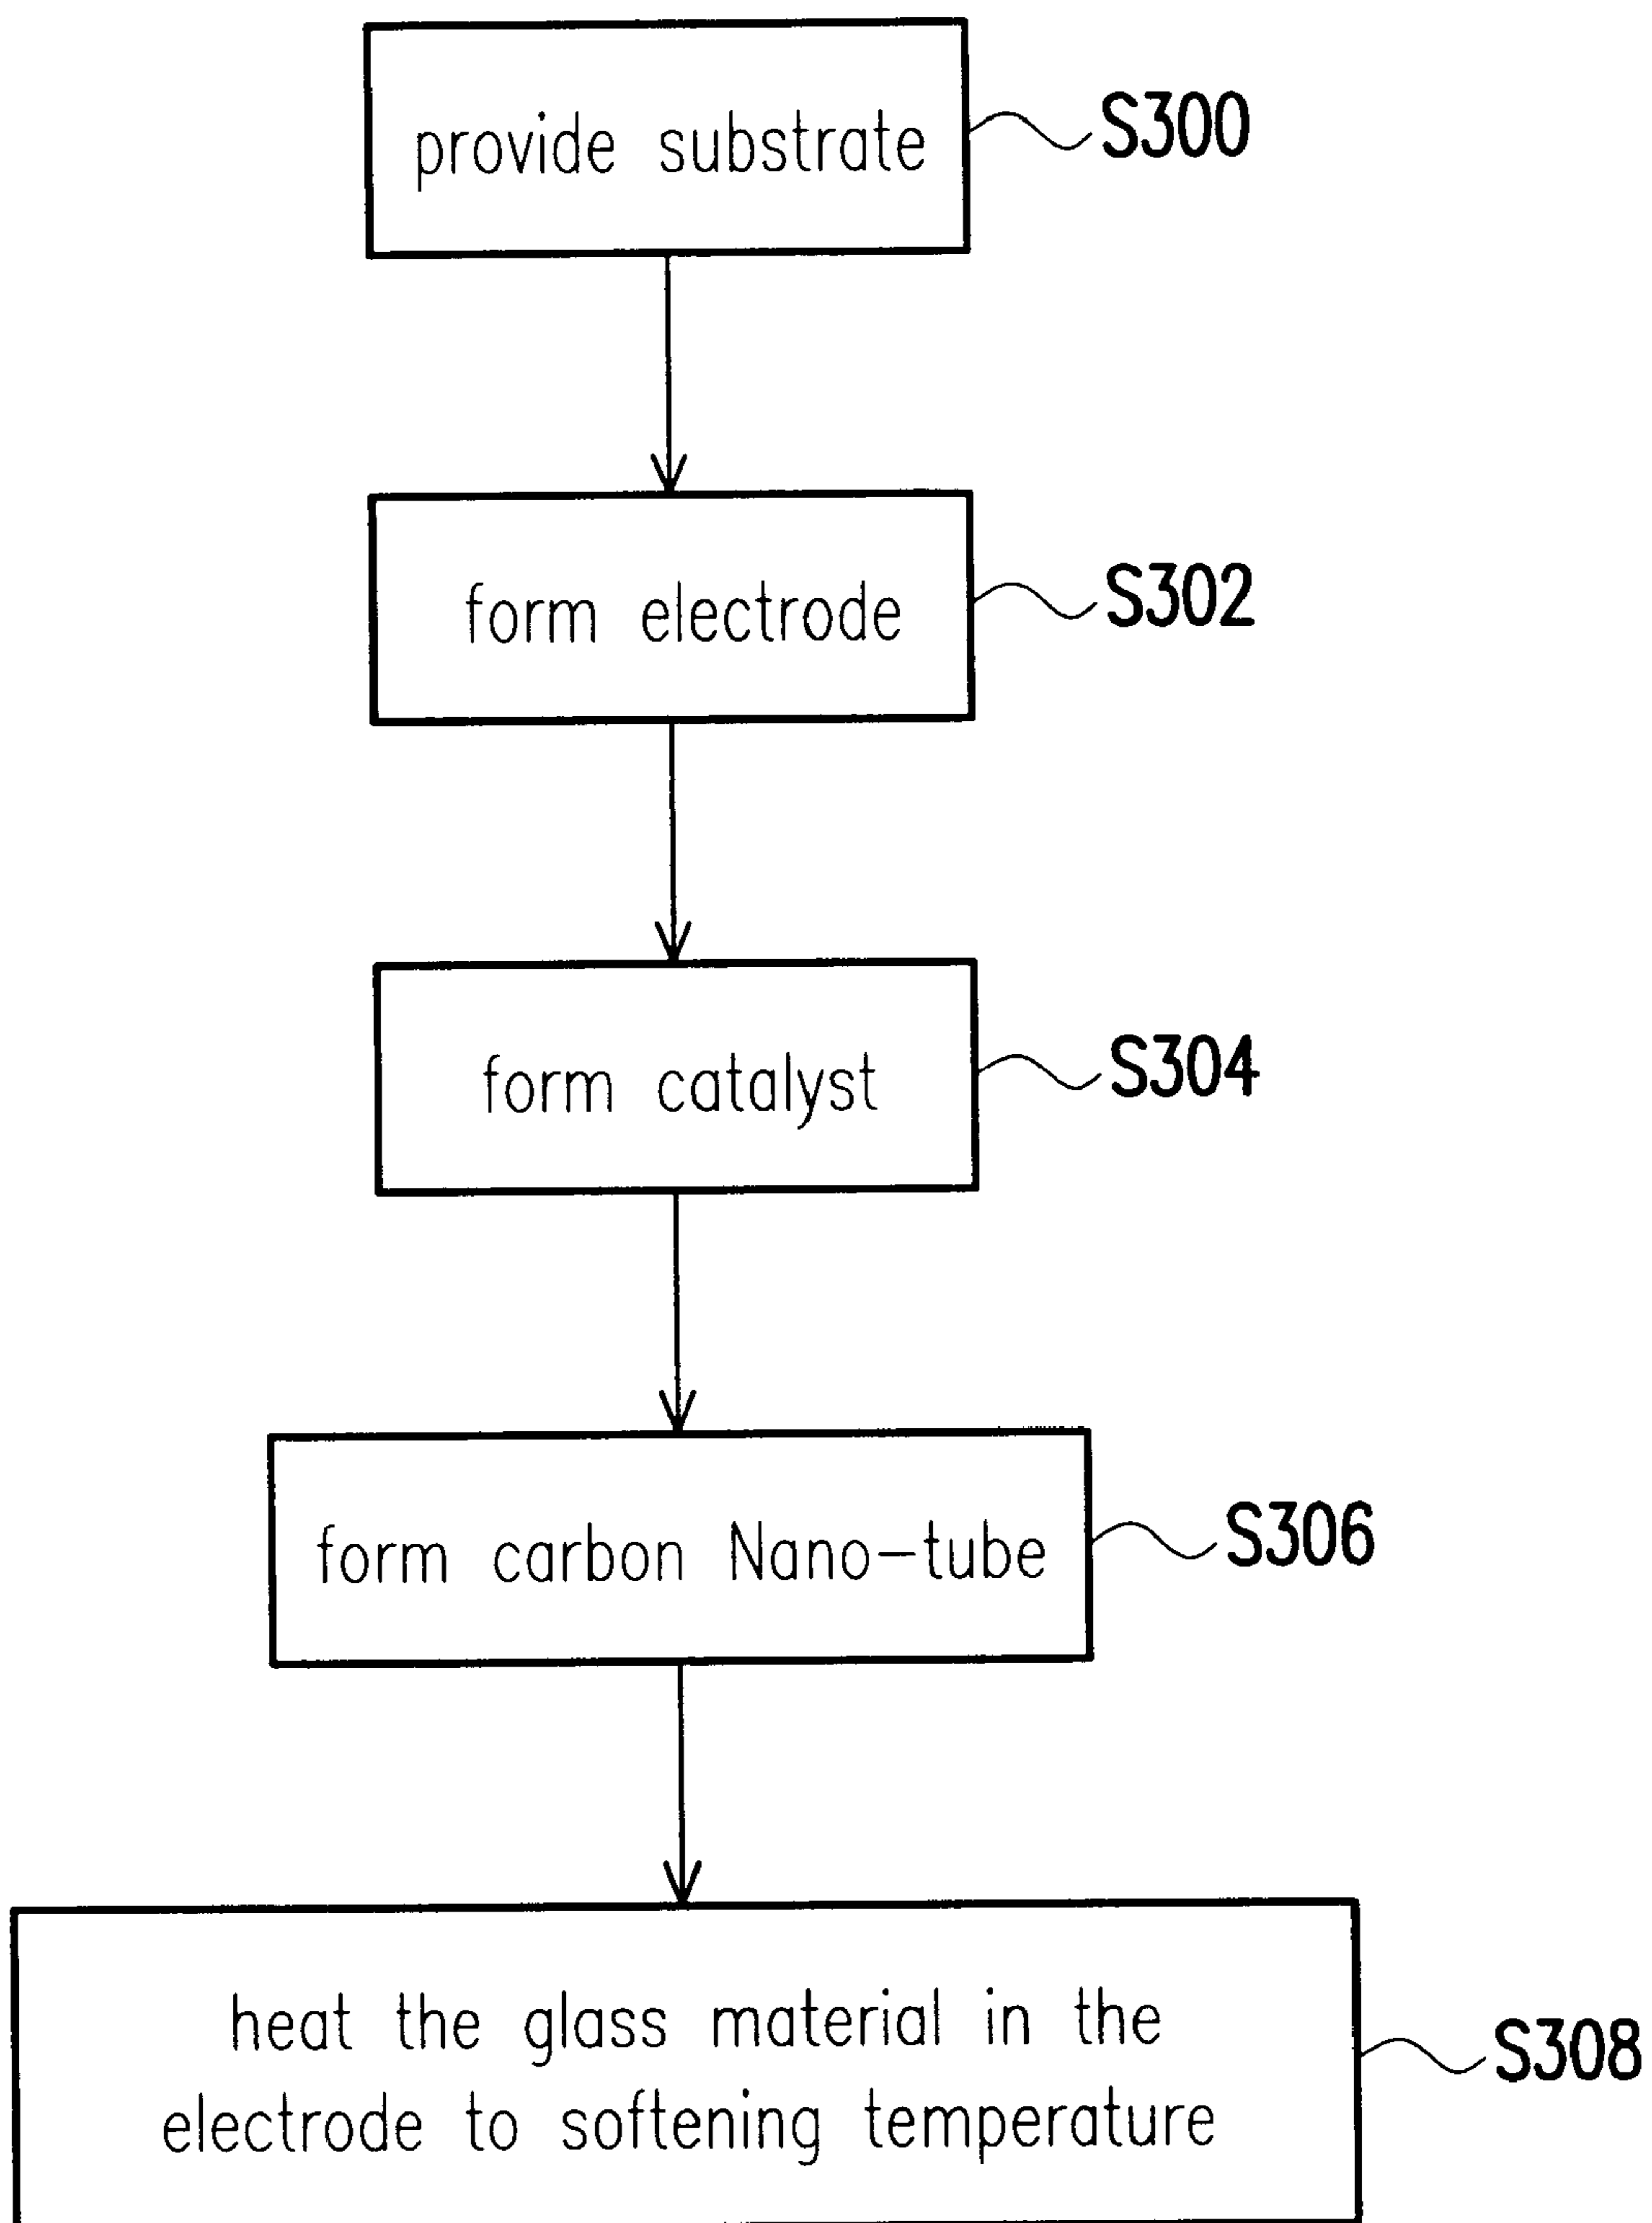 provide substrate
S300
form electrode
S302
form catalyst
S304
form carbon Nano-tube
S306
heat the glass material in the
electrode to softening temperature
S308